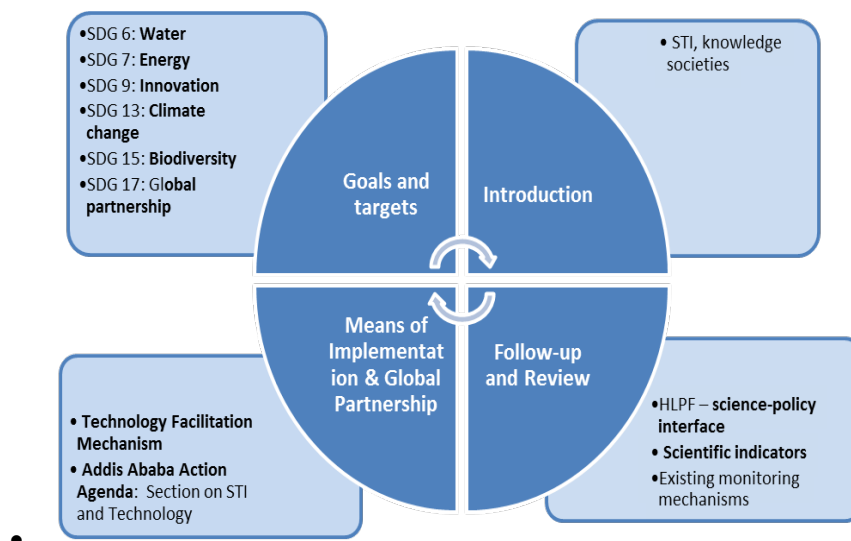 •SDG 6: Water
•SDG 7: Energy
•SDG 9: Innovation
•SDG 13: Climate
change
•SDG 15: Biodiversity
•SDG 17: Global
partnership
• STI, knowledge
societies
Goals and
targets
Introduction
Means of
Implementat
ion & Global
Partnership
Follow-up
and Review
• Technology Facilitation
Mechanism
• Addis Ababa Action
Agenda: Section on STI
and Technology
•HLPF – science-policy
interface
• Scientific indicators
•Existing monitoring
mechanisms